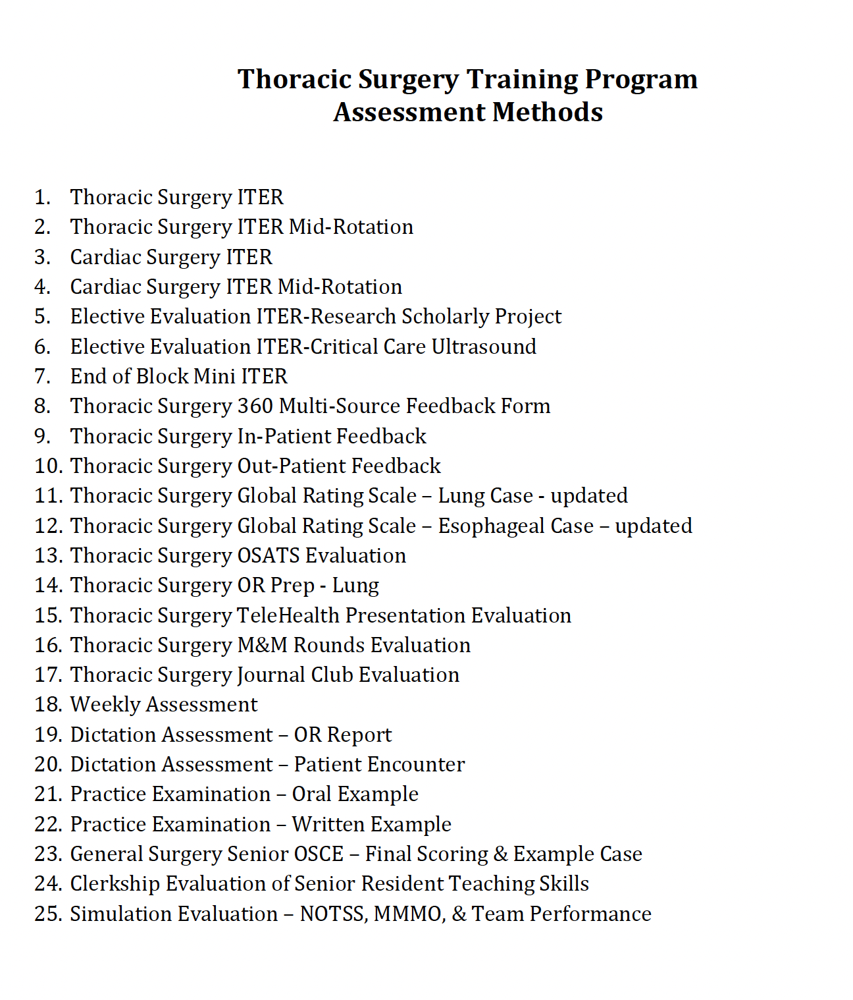 Thoracic Surgery Training Program
Assessment Methods
1. Thoracic Surgery ITER
2. Thoracic Surgery ITER Mid-Rotation
3. Cardiac Surgery ITER
4. Cardiac Surgery ITER Mid-Rotation
5. Elective Evaluation ITER-Research Scholarly Project
6. Elective Evaluation ITER-Critical Care Ultrasound
7. End of Block Mini ITER
8. Thoracic Surgery 360 Multi-Source Feedback Form
9. Thoracic Surgery In-Patient Feedback
10. Thoracic Surgery Out-Patient Feedback
11. Thoracic Surgery Global Rating Scale – Lung Case - updated
12. Thoracic Surgery Global Rating Scale – Esophageal Case – updated
13. Thoracic Surgery OSATS Evaluation
14. Thoracic Surgery OR Prep - Lung
15. Thoracic Surgery TeleHealth Presentation Evaluation
16. Thoracic Surgery M&M Rounds Evaluation
17. Thoracic Surgery Journal Club Evaluation
18. Weekly Assessment
19. Dictation Assessment – OR Report
20. Dictation Assessment – Patient Encounter
21. Practice Examination – Oral Example
22. Practice Examination – Written Example
23. General Surgery Senior OSCE – Final Scoring & Example Case
24. Clerkship Evaluation of Senior Resident Teaching Skills
25. Simulation Evaluation – NOTSS, MMMO, & Team Performance